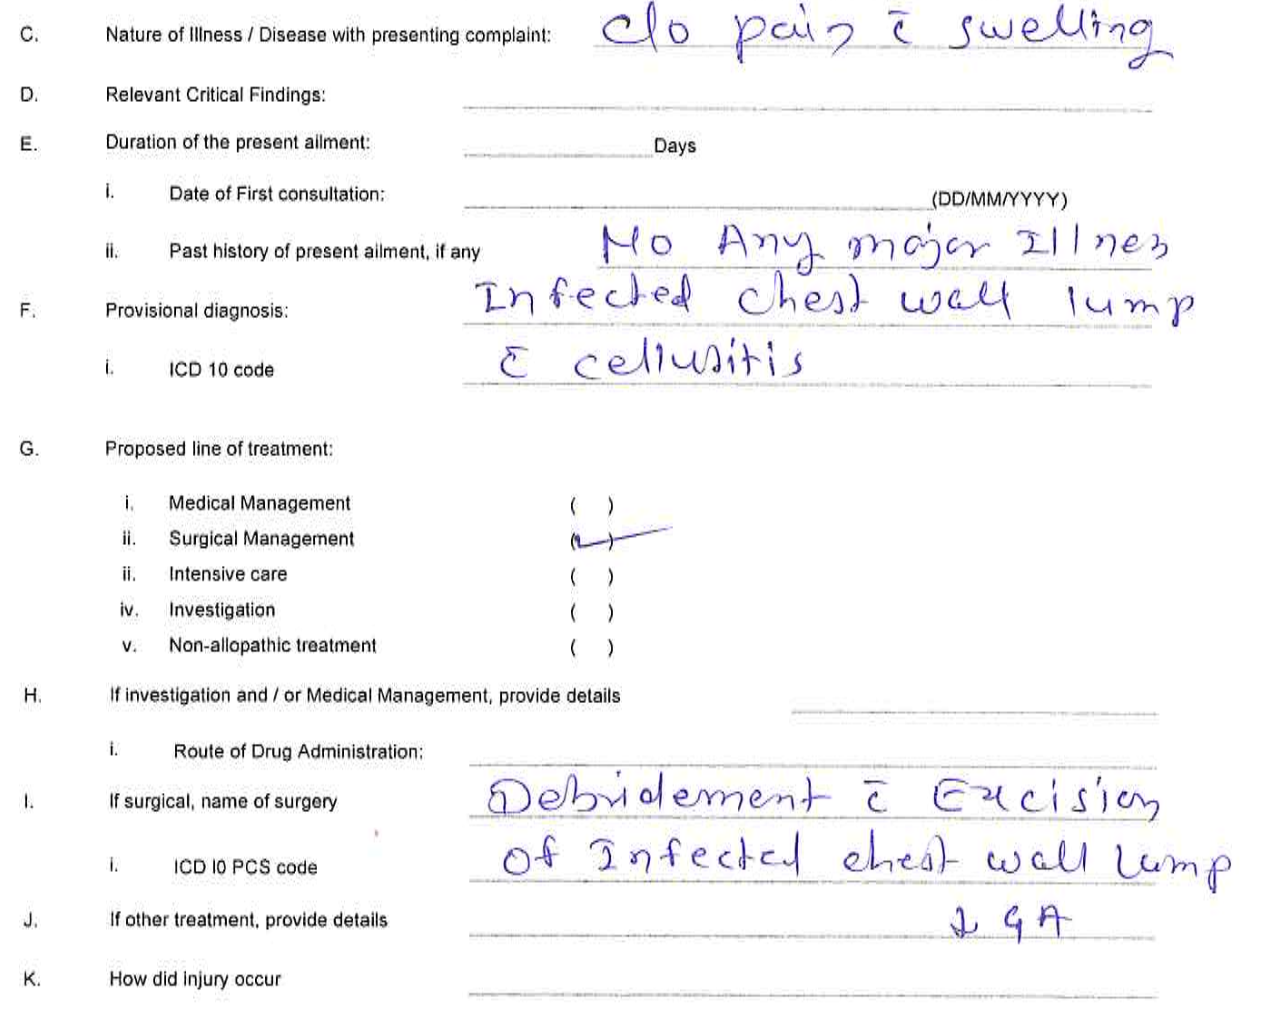 C. Nature of Illness / Disease with presenting complaint: C/o pain c̄ swelling
D. Relevant Critical Findings:
E. Duration of the present ailment: Days
i. Date of First consultation: (DD/MM/YYYY)
ii. Past history of present ailment, if any No Any major Illnes
F. Provisional diagnosis: Infected chest wall lump
i. ICD 10 code c̄ cellusitis
G. Proposed line of treatment:
i. Medical Management ( )
ii. Surgical Management (✓)
ii. Intensive care ( )
iv. Investigation ( )
v. Non-allopathic treatment ( )
H. If investigation and / or Medical Management, provide details
i. Route of Drug Administration:
I. If surgical, name of surgery Debridement c̄ Excision
i. ICD I0 PCS code Of Infected chest wall lump
J. If other treatment, provide details GA
K. How did injury occur